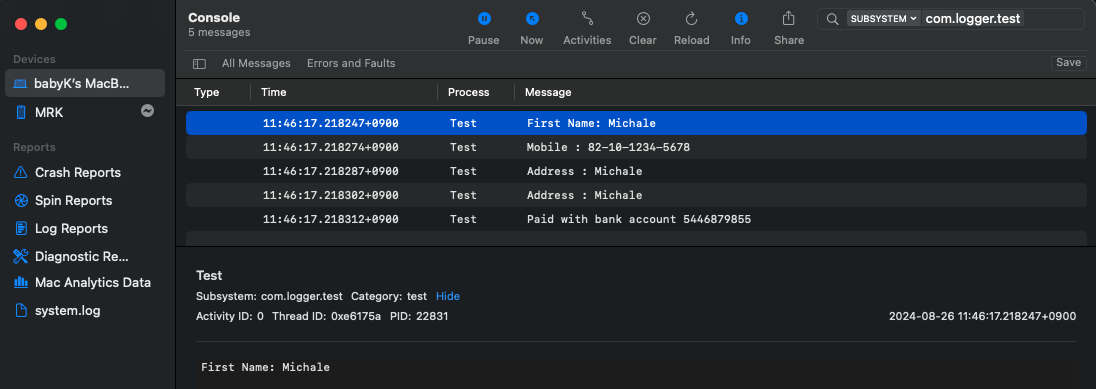 Console
5 messages
Pause
Now
Activities
Clear
Reload
Info
Share
SUBSYSTEM com.logger.test
Devices
babyK's MacB...
MRK
Reports
Crash Reports
Spin Reports
Log Reports
Diagnostic Re...
Mac Analytics Data
system.log
All Messages Errors and Faults Save
Type Time Process Message
11:46:17.218247+0900 Test First Name: Michale
11:46:17.218274+0900 Test Mobile : 82-10-1234-5678
11:46:17.218287+0900 Test Address : Michale
11:46:17.218302+0900 Test Address : Michale
11:46:17.218312+0900 Test Paid with bank account 5446879855
Test
Subsystem: com.logger.test Category: test Hide
Activity ID: 0 Thread ID: 0xe6175a PID: 22831 2024-08-26 11:46:17.218247+0900
First Name: Michale